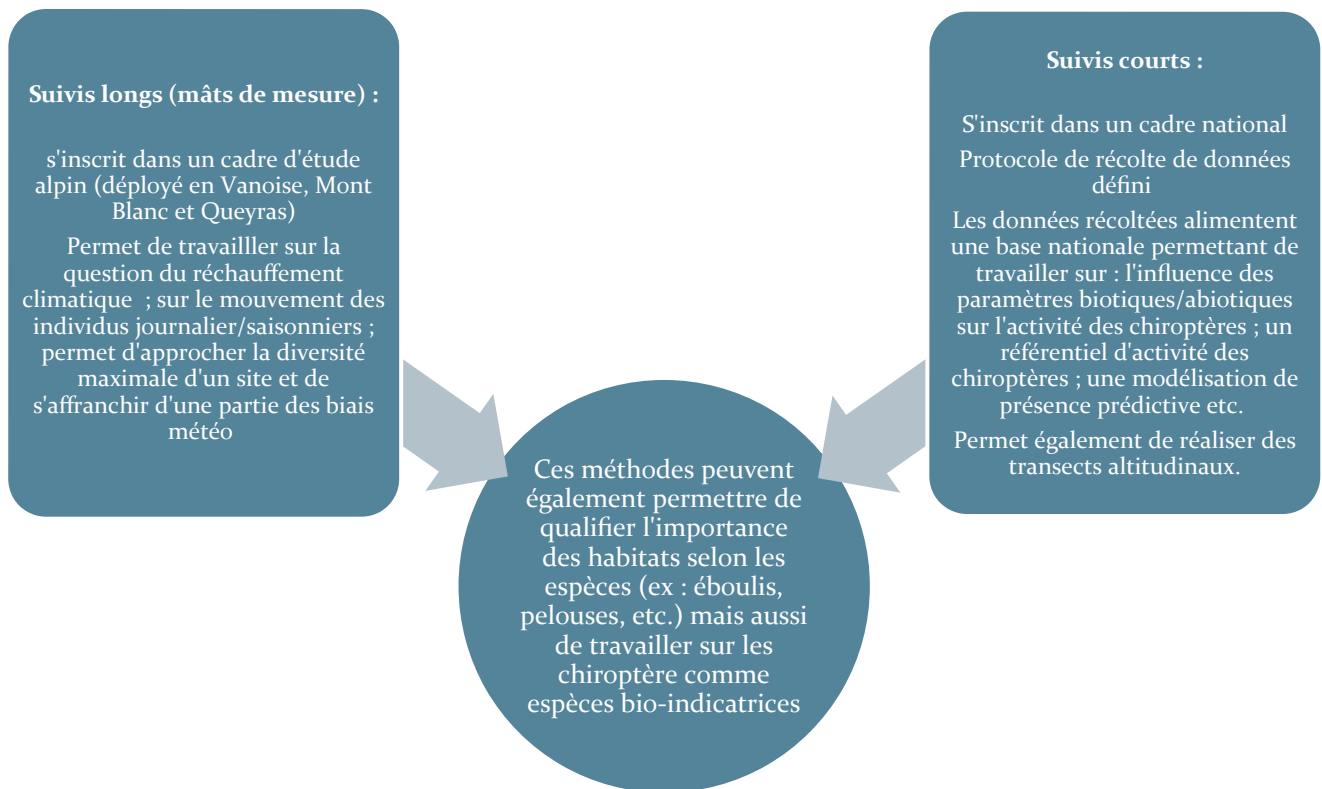 Suivis longs (mâts de mesure) :
s'inscrit dans un cadre d'étude
alpin (déployé en Vanoise, Mont
Blanc et Queyras)
Permet de travailller sur la
question du réchauffement
climatique ; sur le mouvement des
individus journalier/saisonniers ;
permet d'approcher la diversité
maximale d'un site et de
s'affranchir d'une partie des biais
météo
Suivis courts :
S'inscrit dans un cadre national
Protocole de récolte de données
défini
Les données récoltées alimentent
une base nationale permettant de
travailler sur : l'influence des
paramètres biotiques/abiotiques
sur l'activité des chiroptères ; un
référentiel d'activité des
chiroptères ; une modélisation de
présence prédictive etc.
Permet également de réaliser des
transects altitudinaux.
Ces méthodes peuvent
également permettre de
qualifier l'importance
des habitats selon les
espèces (ex : éboulis,
pelouses, etc.) mais aussi
de travailler sur les
chiroptère comme
espèces bio-indicatrices